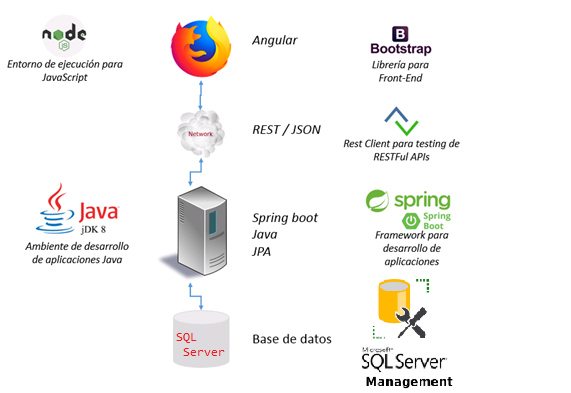 node
JS
Entorno de ejecución para
JavaScript
Angular
Bootstrap
Librería para
Front-End
Network
REST / JSON
Rest Client para testing de
RESTFul APIs
Java
jDK 8
Ambiente de desarrollo
de aplicaciones Java
Spring boot
Java
JPA
spring
Spring
Boot
Framework para
desarrollo de
aplicaciones
SQL
Server
Base de datos
Microsoft
SQL Server
Management